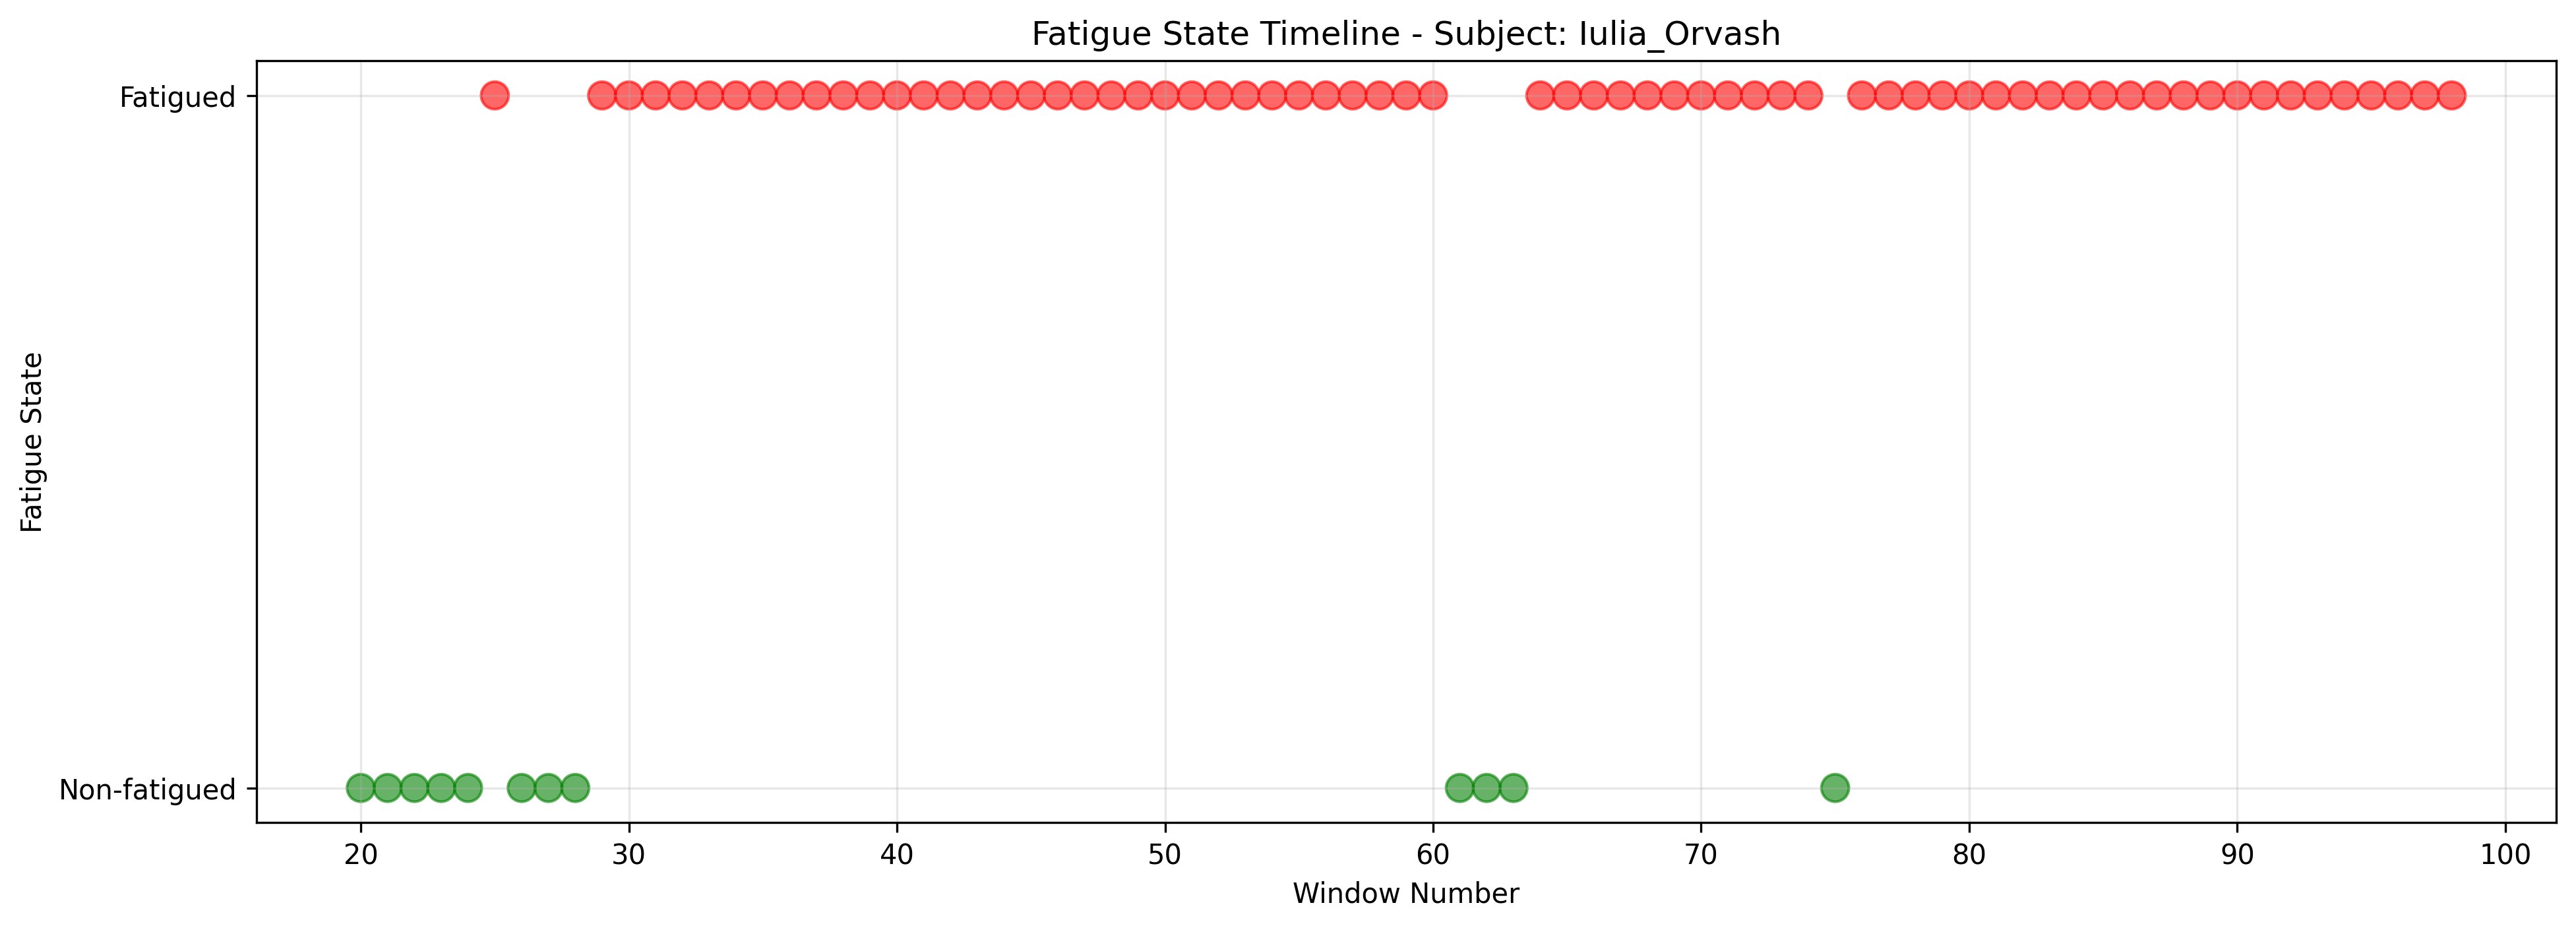 Fatigue State Timeline - Subject: Iulia_Orvash
Fatigued
Fatigue State
Non-fatigued
20 30 40 50 60 70 80 90 100
Window Number